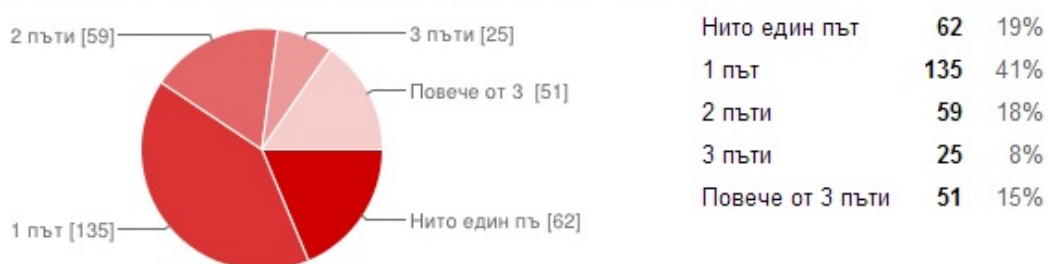 2 пъти [59]
3 пъти [25]
Повече от 3 [51]
1 път [135]
Нито един пъ [62]
Нито един път 62 19%
1 път 135 41%
2 пъти 59 18%
3 пъти 25 8%
Повече от 3 пъти 51 15%